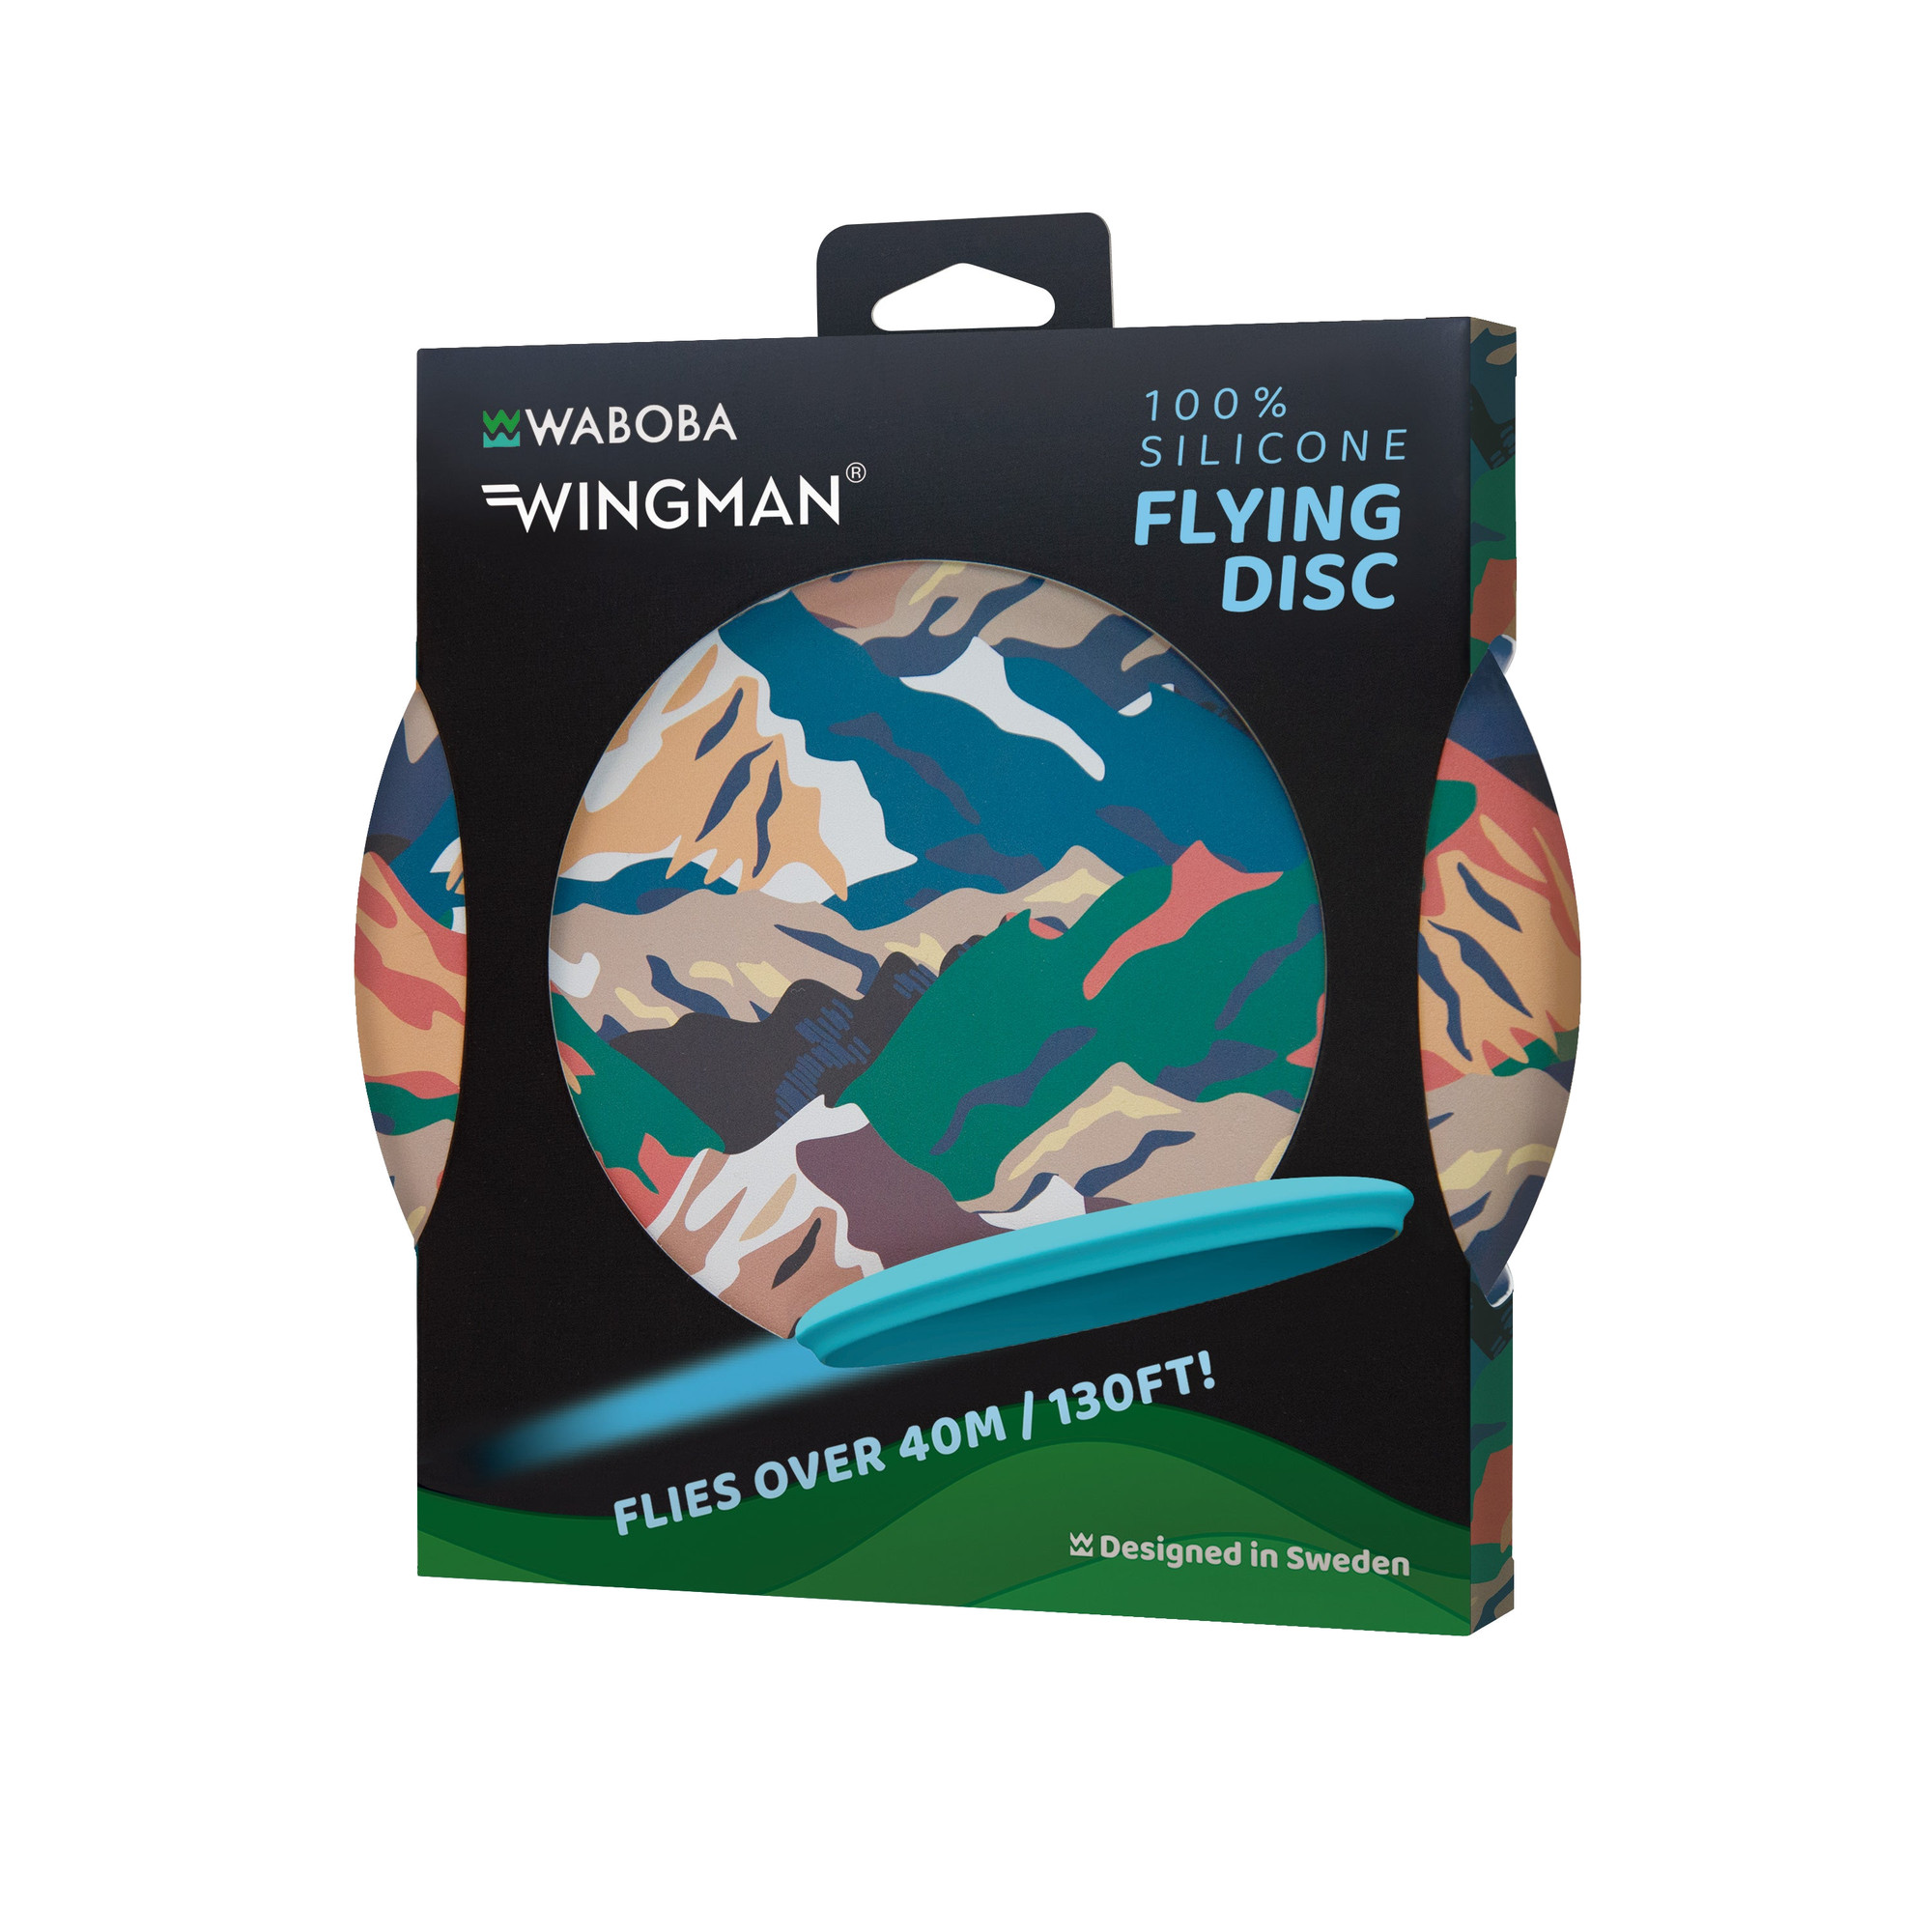 WABOBA
WINGMAN®
100%
SILICONE
FLYING
DISC
FLIES OVER 40M / 130FT!
Designed in Sweden